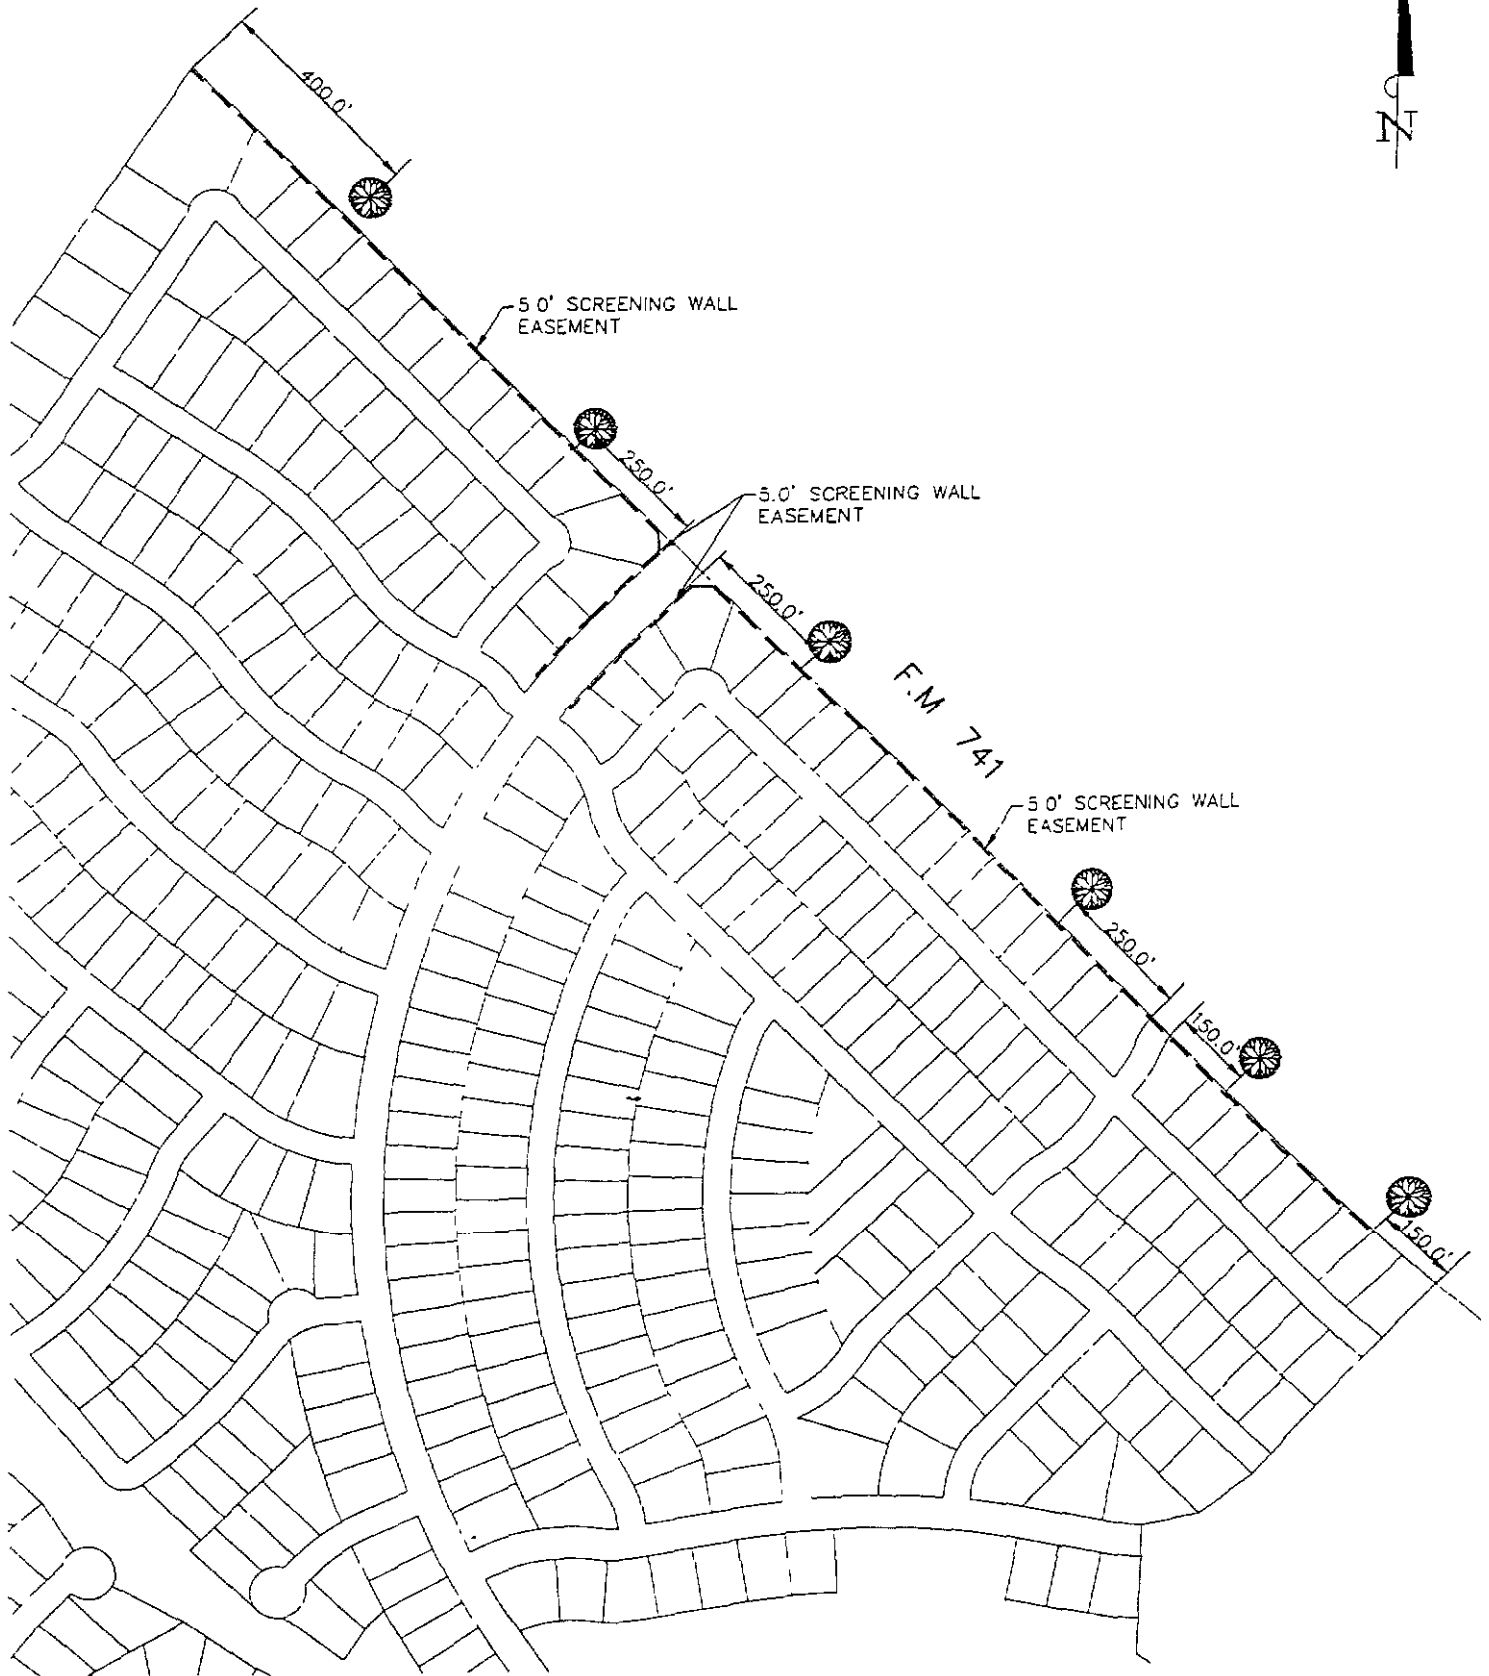 N
400.0'
5.0' SCREENING WALL
EASEMENT
250.0'
5.0' SCREENING WALL
EASEMENT
250.0'
F.M 741
5.0' SCREENING WALL
EASEMENT
250.0'
150.0'
150.0'